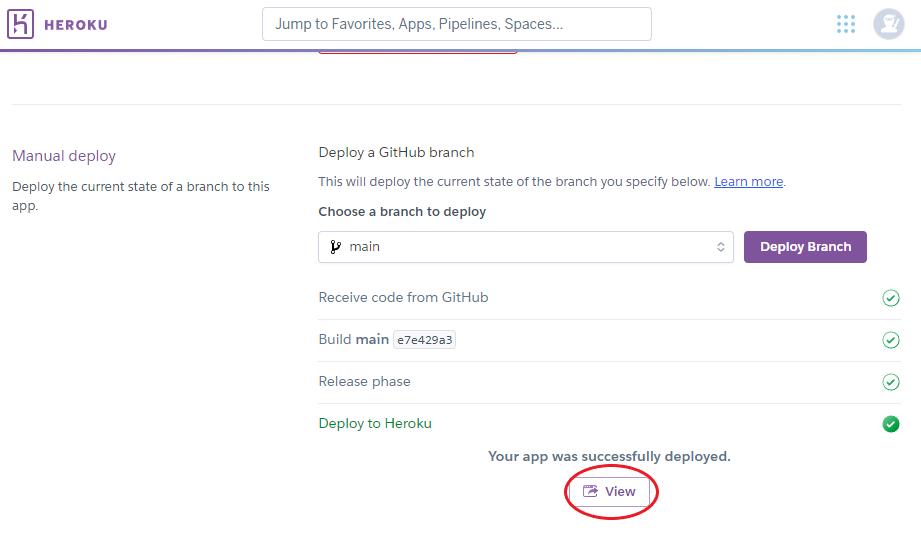 HEROKU
Jump to Favorites, Apps, Pipelines, Spaces...
Manual deploy
Deploy the current state of a branch to this
app.
Deploy a GitHub branch
This will deploy the current state of the branch you specify below. Learn more.
Choose a branch to deploy
main
Deploy Branch
Receive code from GitHub
Build main e7e429a3
Release phase
Deploy to Heroku
Your app was successfully deployed.
View